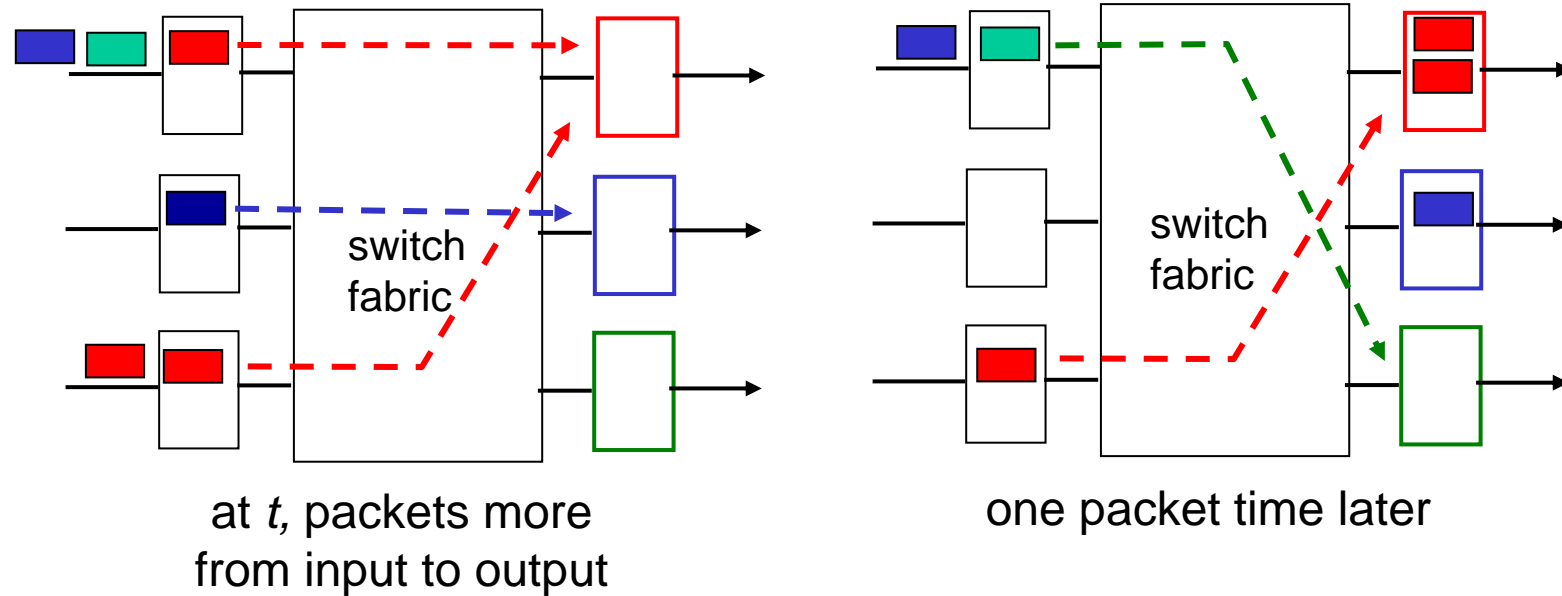 switch
fabric
at t, packets more
from input to output
switch
fabric
one packet time later